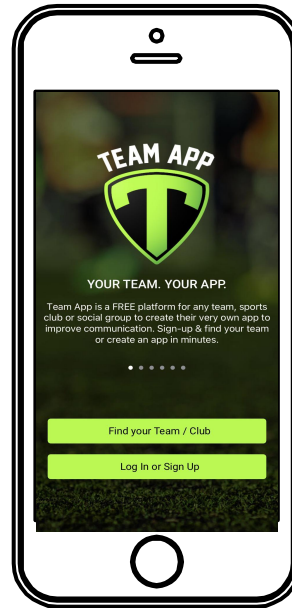 TEAM APP
T
YOUR TEAM. YOUR APP.
Team App is a FREE platform for any team, sports
club or social group to create their very own app to
improve communication. Sign-up & find your team
or create an app in minutes.
Find your Team / Club
Log In or Sign Up